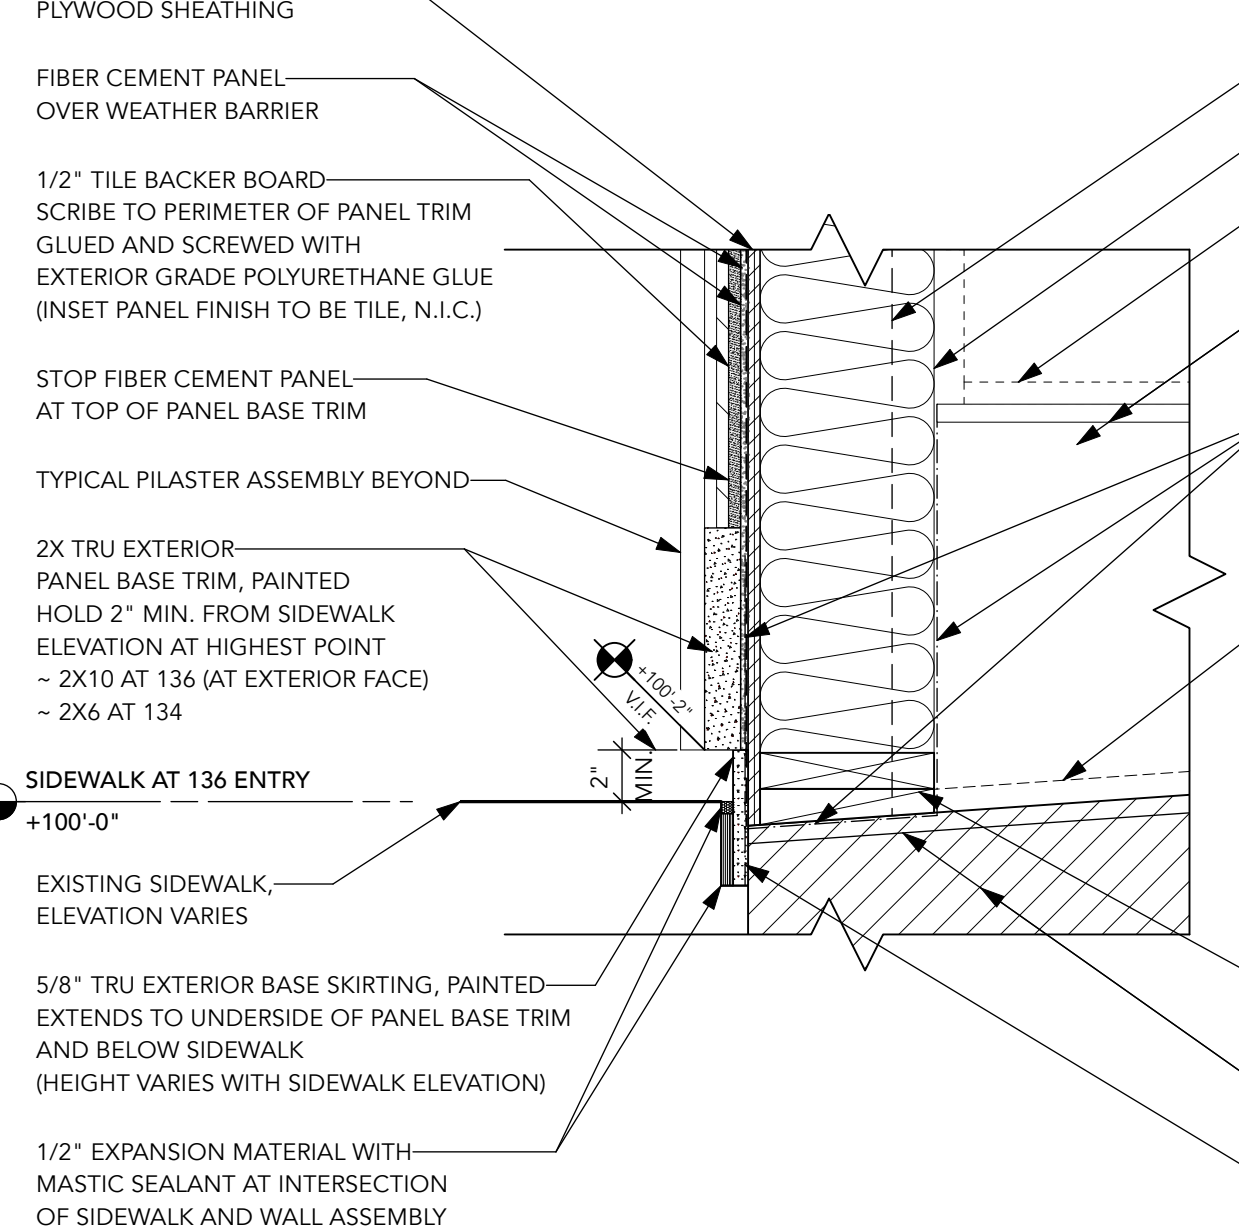 PLYWOOD SHEATHING
FIBER CEMENT PANEL
OVER WEATHER BARRIER
1/2" TILE BACKER BOARD
SCRIBE TO PERIMETER OF PANEL TRIM
GLUED AND SCREWED WITH
EXTERIOR GRADE POLYURETHANE GLUE
(INSET PANEL FINISH TO BE TILE, N.I.C.)
STOP FIBER CEMENT PANEL
AT TOP OF PANEL BASE TRIM
TYPICAL PILASTER ASSEMBLY BEYOND
2X TRU EXTERIOR
PANEL BASE TRIM, PAINTED
HOLD 2" MIN. FROM SIDEWALK
ELEVATION AT HIGHEST POINT
~ 2X10 AT 136 (AT EXTERIOR FACE)
~ 2X6 AT 134
+100'-2"
V.I.F.
2"
MIN.
SIDEWALK AT 136 ENTRY
+100'-0"
EXISTING SIDEWALK,
ELEVATION VARIES
5/8" TRU EXTERIOR BASE SKIRTING, PAINTED
EXTENDS TO UNDERSIDE OF PANEL BASE TRIM
AND BELOW SIDEWALK
(HEIGHT VARIES WITH SIDEWALK ELEVATION)
1/2" EXPANSION MATERIAL WITH
MASTIC SEALANT AT INTERSECTION
OF SIDEWALK AND WALL ASSEMBLY